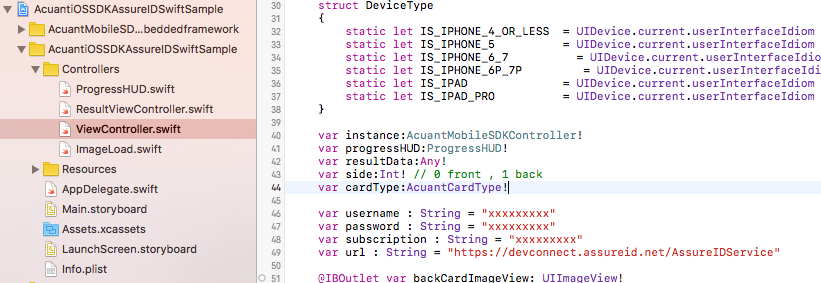 AcuantiOSSDKAssureIDSwiftSample
AcuantMobileSD...beddedframework
AcuantiOSSDKAssureIDSwiftSample
Controllers
ProgressHUD.swift
ResultViewController.swift
ViewController.swift
ImageLoad.swift
Resources
AppDelegate.swift
Main.storyboard
Assets.xcassets
LaunchScreen.storyboard
Info.plist
30 struct DeviceType
31 {
32 static let IS_IPHONE_4_OR_LESS = UIDevice.current.userInterfaceIdiom
33 static let IS_IPHONE_5 = UIDevice.current.userInterfaceIdiom
34 static let IS_IPHONE_6_7 = UIDevice.current.userInterfaceIdiom
35 static let IS_IPHONE_6P_7P = UIDevice.current.userInterfaceIdi
36 static let IS_IPAD = UIDevice.current.userInterfaceIdiom
37 static let IS_IPAD_PRO = UIDevice.current.userInterfaceIdiom
38 }
39
40 var instance:AcuantMobileSDKController!
41 var progressHUD:ProgressHUD!
42 var resultData:Any!
43 var side:Int! // 0 front , 1 back
44 var cardType:AcuantCardType!
45
46 var username : String = "xxxxxxxxx"
47 var password : String = "xxxxxxxxx"
48 var subscription : String = "xxxxxxxxx"
49 var url : String = "https://devconnect.assureid.net/AssureIDService"
50
51 @IBOutlet var backCardImageView: UIImageView!